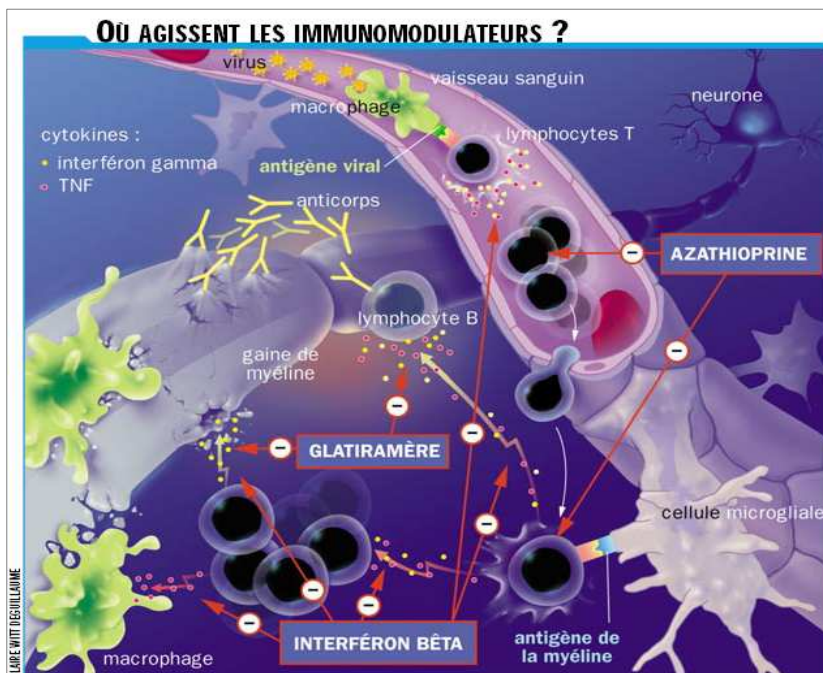 OÙ AGISSENT LES IMMUNOMODULATEURS ?
virus
vaisseau sanguin
neurone
macrophage
cytokines :
lymphocytes T
interféron gamma
antigène viral
TNF
anticorps
–
AZATHIOPRINE
lymphocyte B
–
gaine de
myéline
–
–
GLATIRAMÈRE
–
–
cellule microgliale
–
–
–
INTERFÉRON BÊTA
antigène de
la myéline
macrophage
LAIRE WITT DEGUILLAUME